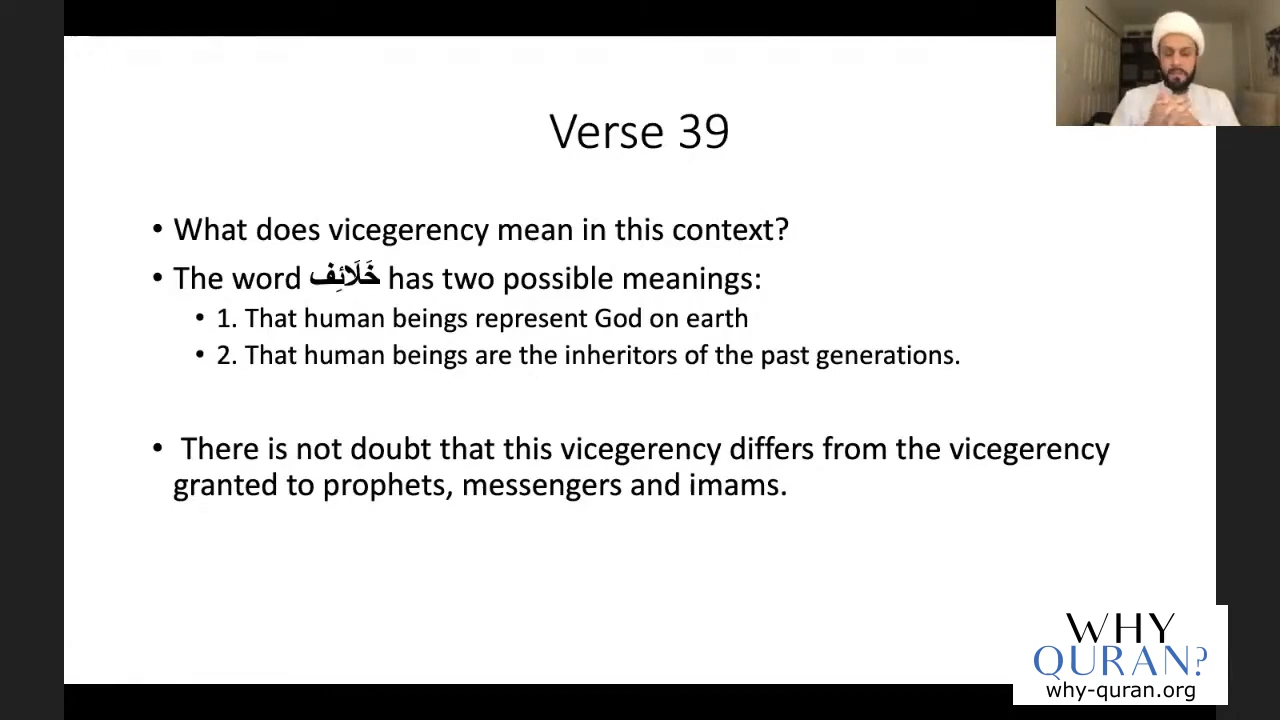 Verse 39
• What does vicegerency mean in this context?
• The word خَلَائِف has two possible meanings:
• 1. That human beings represent God on earth
• 2. That human beings are the inheritors of the past generations.
• There is not doubt that this vicegerency differs from the vicegerency
granted to prophets, messengers and imams.
WHY
QURAN?
why-quran.org